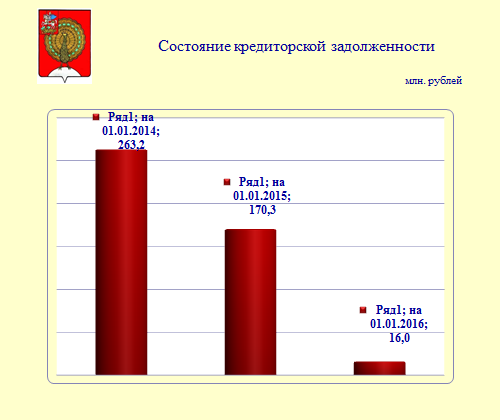 Состояние кредиторской задолженности
млн. рублей
Ряд1; на
01.01.2014;
263,2
Ряд1; на
01.01.2015;
170,3
Ряд1; на
01.01.2016;
16,0